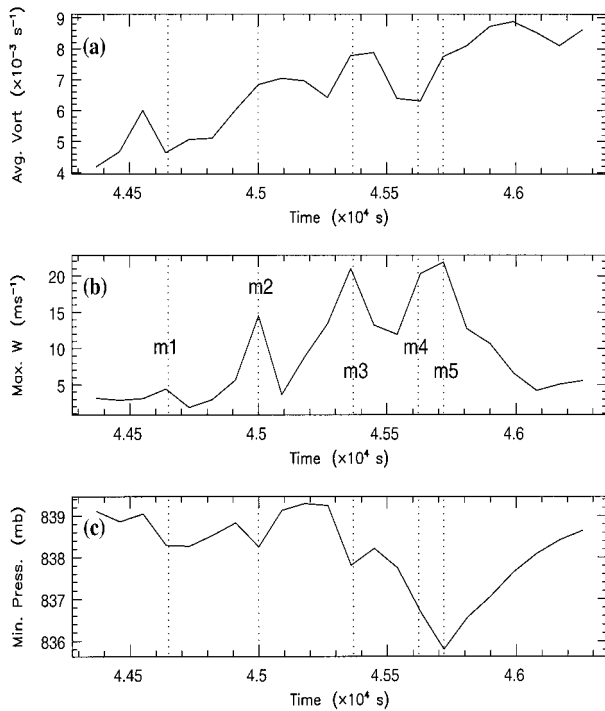 (a)
Avg. Vort (×10⁻³ s⁻¹)
9
8
7
6
5
4
4.45 4.5 4.55 4.6
Time (×10⁴ s)
(b)
Max. W (ms⁻¹)
20
15
10
5
m1
m2
m3
m4
m5
4.45 4.5 4.55 4.6
Time (×10⁴ s)
(c)
Min. Press. (mb)
839
838
837
836
4.45 4.5 4.55 4.6
Time (×10⁴ s)